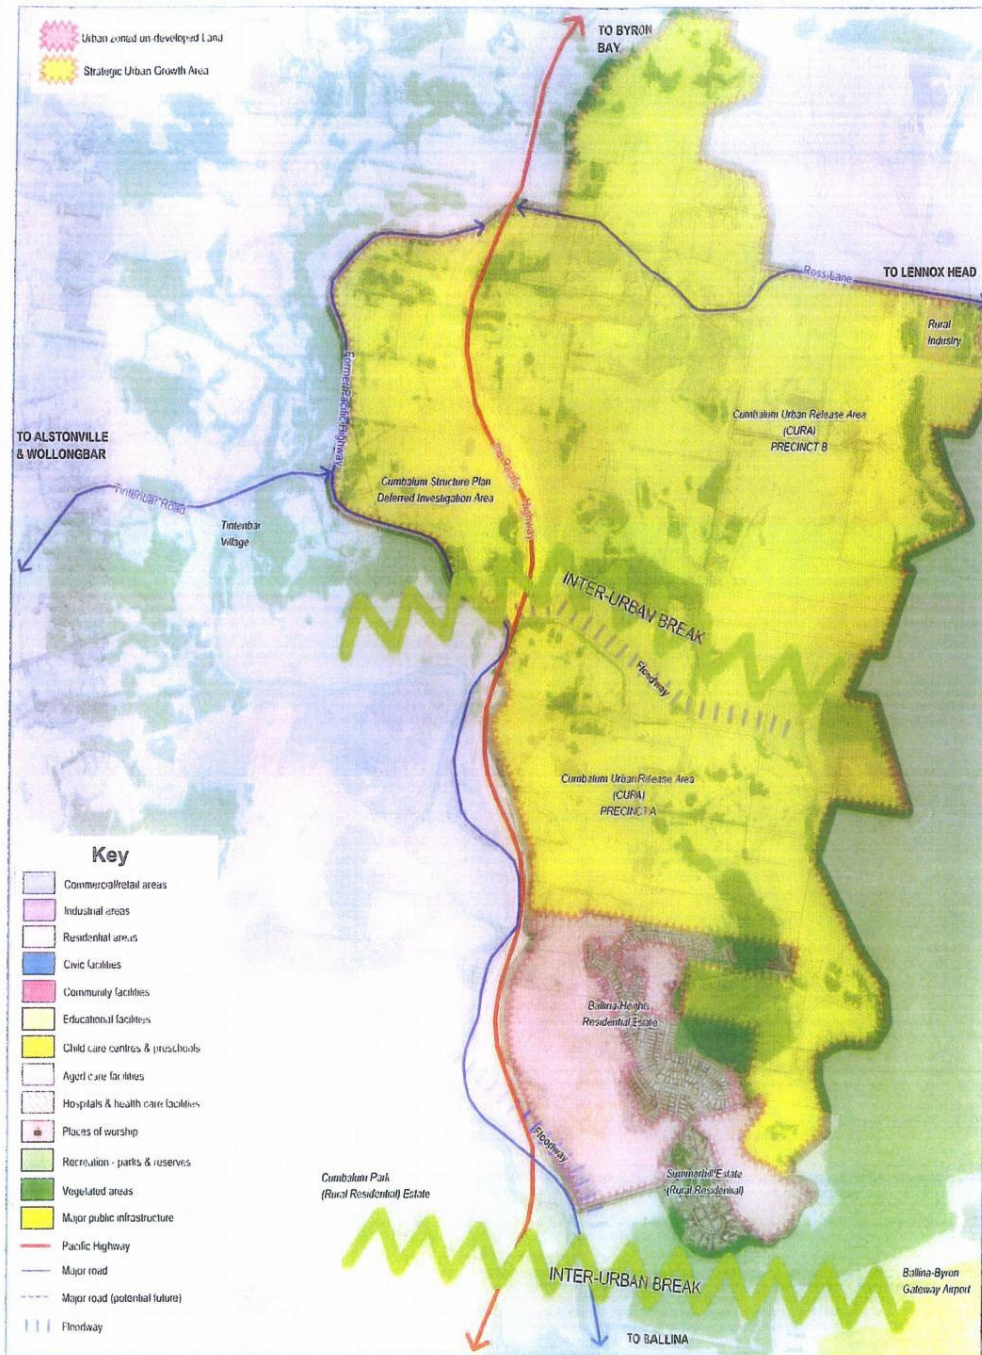 Urban zoned un-developed Land
Strategic Urban Growth Area
TO BYRON
BAY
Ross Lane
TO LENNOX HEAD
Rural
Industry
Former Pacific Highway
Cumbalum Urban Release Area
(CURA)
PRECINCT B
TO ALSTONVILLE
& WOLLONGBAR
the Pacific Highway
Cumbalum Structure Plan
Deferred Investigation Area
Tintenbar Road
Tintenbar
Village
INTER-URBAN BREAK
Floodway
Cumbalum Urban Release Area
(CURA)
PRECINCT A
Key
Commercial/retail areas
Industrial areas
Residential areas
Civic facilities
Community facilities
Educational facilities
Child care centres & preschools
Aged care facilities
Hospitals & health care facilities
Places of worship
Recreation - parks & reserves
Vegetated areas
Major public infrastructure
Pacific Highway
Major road
Major road (potential future)
Floodway
Ballina Heights
Residential Estate
Floodway
Cumbalum Park
(Rural Residential) Estate
Summerhill Estate
(Rural Residential)
INTER-URBAN BREAK
Ballina-Byron
Gateway Airport
TO BALLINA